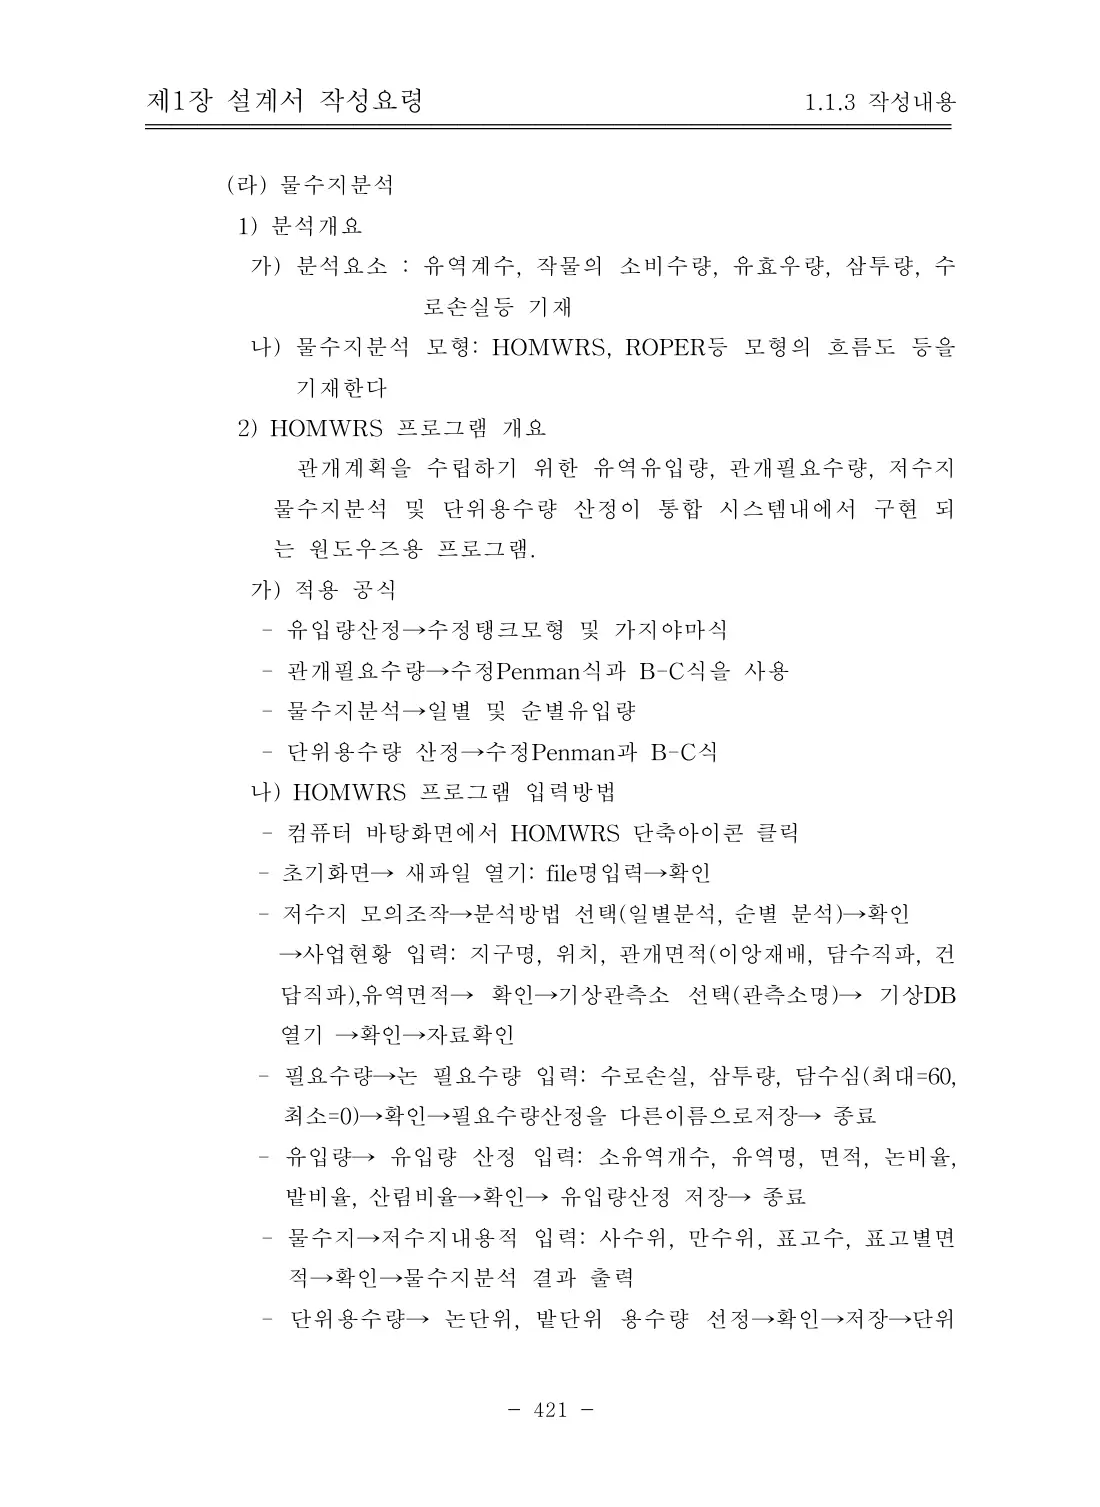 제1장 설계서 작성요령
1.1.3 작성내용
(라) 물수지분석
1) 분석개요
가) 분석요소 : 유역계수, 작물의 소비수량, 유효우량, 삼투량, 수
로손실등 기재
나) 물수지분석 모형: HOMWRS, ROPER등 모형의 흐름도 등을
기재한다
2) HOMWRS 프로그램 개요
관개계획을 수립하기 위한 유역유입량, 관개필요수량, 저수지
물수지분석 및 단위용수량 산정이 통합 시스템내에서 구현 되
는 원도우즈용 프로그램.
가) 적용 공식
- 유입량산정→수정탱크모형 및 가지야마식
- 관개필요수량→수정Penman식과 B-C식을 사용
- 물수지분석→일별 및 순별유입량
- 단위용수량 산정→수정Penman과 B-C식
나) HOMWRS 프로그램 입력방법
- 컴퓨터 바탕화면에서 HOMWRS 단축아이콘 클릭
- 초기화면→ 새파일 열기: file명입력→확인
- 저수지 모의조작→분석방법 선택(일별분석, 순별 분석)→확인
→사업현황 입력: 지구명, 위치, 관개면적(이앙재배, 담수직파, 건
답직파),유역면적→ 확인→기상관측소 선택(관측소명)→ 기상DB
열기 →확인→자료확인
- 필요수량→논 필요수량 입력: 수로손실, 삼투량, 담수심(최대=60,
최소=0)→확인→필요수량산정을 다른이름으로저장→ 종료
- 유입량→ 유입량 산정 입력: 소유역개수, 유역명, 면적, 논비율,
밭비율, 산림비율→확인→ 유입량산정 저장→ 종료
- 물수지→저수지내용적 입력: 사수위, 만수위, 표고수, 표고별면
적→확인→물수지분석 결과 출력
- 단위용수량→ 논단위, 밭단위 용수량 선정→확인→저장→단위
- 421 -